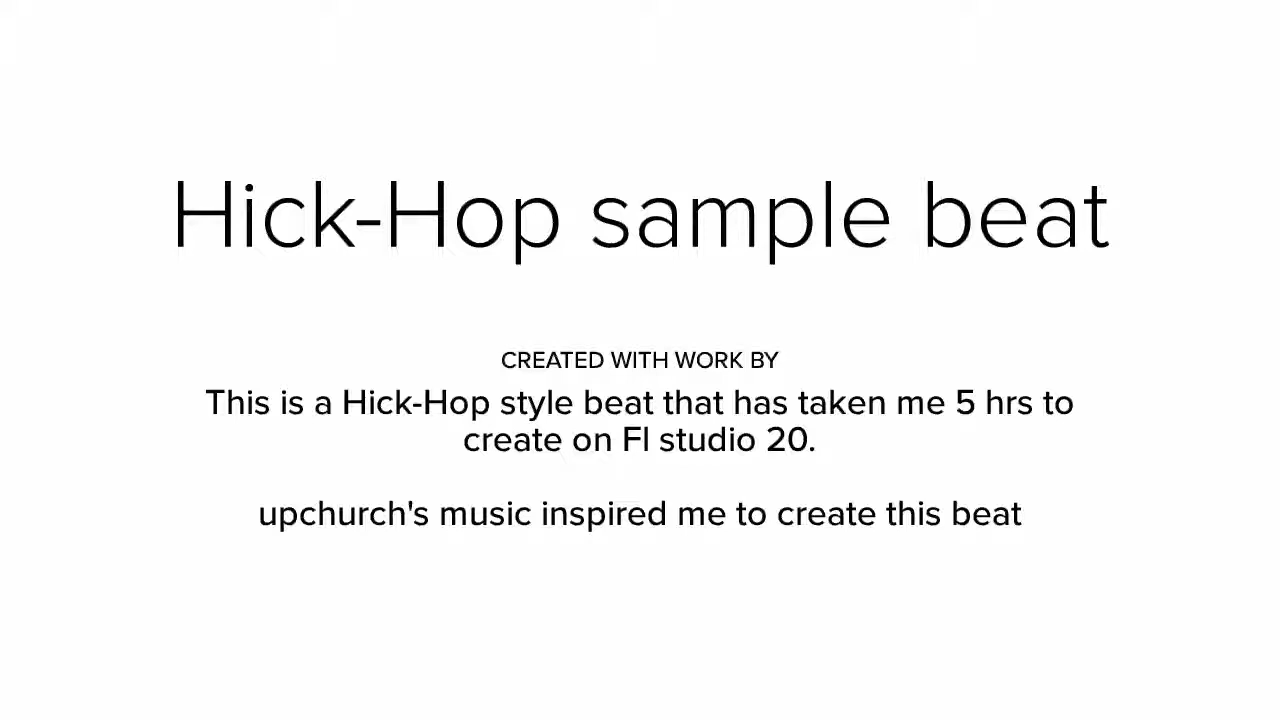 Hick-Hop sample beat
CREATED WITH WORK BY
This is a Hick-Hop style beat that has taken me 5 hrs to
create on Fl studio 20.
upchurch's music inspired me to create this beat